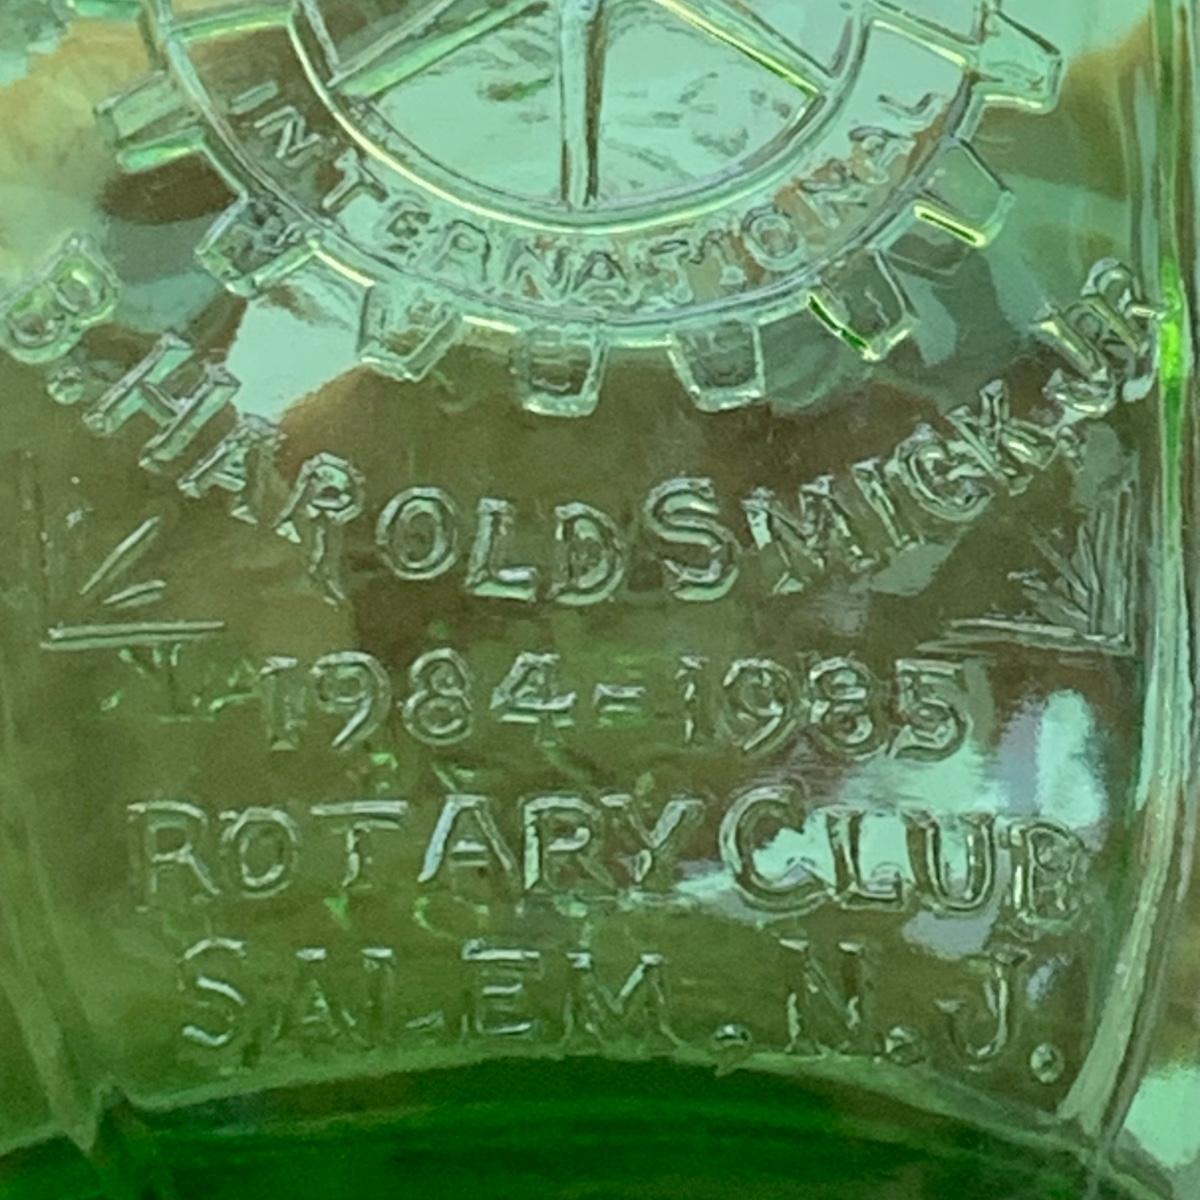 INTERNATIONAL
B. HAROLD SMICK, JR.
1984-1985
ROTARY CLUB
SALEM, N.J.